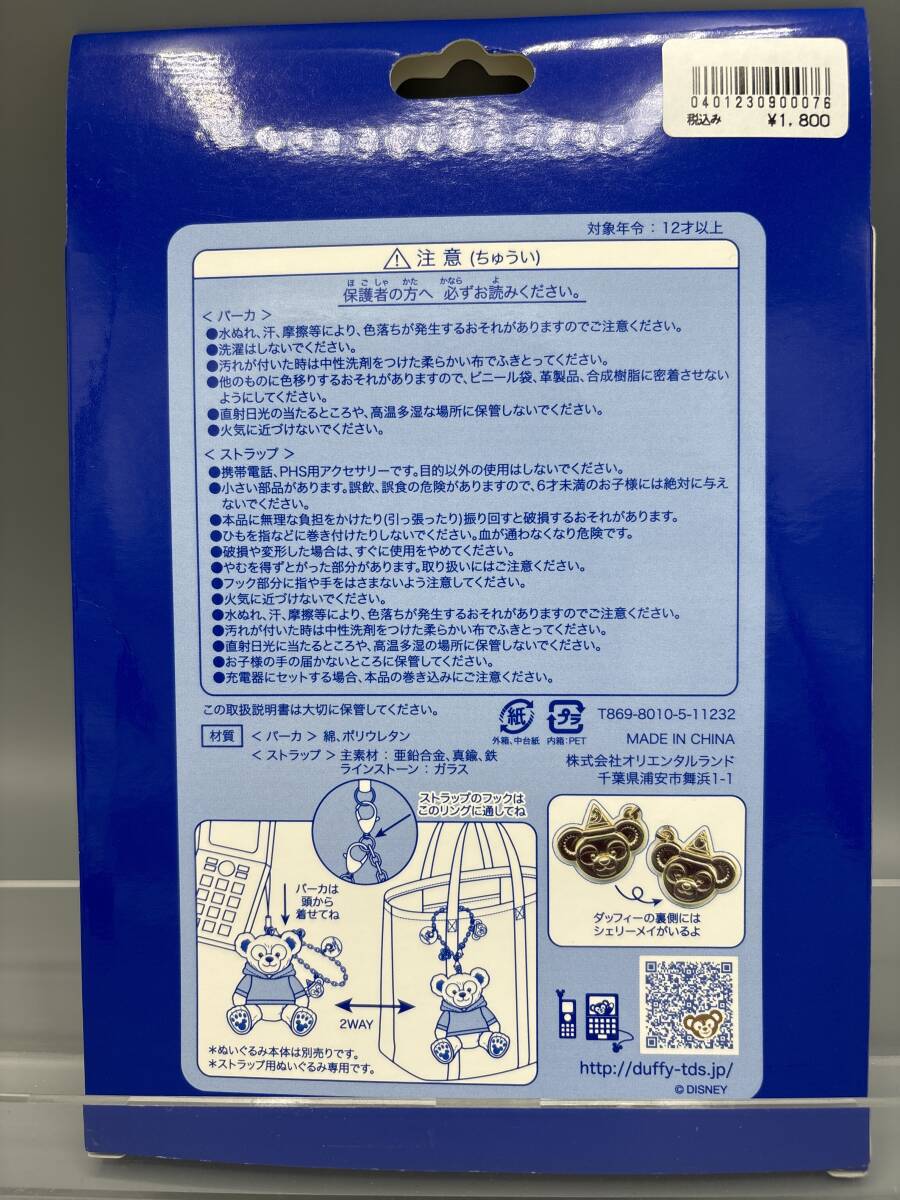 0401230900076
税込み ¥1,800
対象年令：12才以上
注意(ちゅうい)
保護者の方へ 必ずお読みください。
ほごしゃ かた かなら よ
＜パーカ＞
●水ぬれ、汗、摩擦等により、色落ちが発生するおそれがありますのでご注意ください。
●洗濯はしないでください。
●汚れが付いた時は中性洗剤をつけた柔らかい布でふきとってください。
●他のものに色移りするおそれがありますので、ビニール袋、革製品、合成樹脂に密着させない
ようにしてください。
●直射日光の当たるところや、高温多湿な場所に保管しないでください。
●火気に近づけないでください。
＜ストラップ＞
●携帯電話、PHS用アクセサリーです。目的以外の使用はしないでください。
●小さい部品があります。誤飲、誤食の危険がありますので、6才未満のお子様には絶対に与え
ないでください。
●本品に無理な負担をかけたり(引っ張ったり)振り回すと破損するおそれがあります。
●ひもを指などに巻き付けたりしないでください。血が通わなくなり危険です。
●破損や変形した場合は、すぐに使用をやめてください。
●やむを得ずとがった部分があります。取り扱いにはご注意ください。
●フック部分に指や手をはさまないよう注意してください。
●火気に近づけないでください。
●水ぬれ、汗、摩擦等により、色落ちが発生するおそれがありますのでご注意ください。
●汚れが付いた時は中性洗剤をつけた柔らかい布でふきとってください。
●直射日光に当たるところや、高温多湿の場所に保管しないでください。
●お子様の手の届かないところに保管してください。
●充電器にセットする場合、本品の巻き込みにご注意ください。
この取扱説明書は大切に保管してください。
材質 ＜パーカ＞ 綿、ポリウレタン
＜ストラップ＞ 主素材：亜鉛合金、真鍮、鉄
ラインストーン：ガラス
紙 プラ
外箱、中台紙 内箱：PET
T869-8010-5-11232
MADE IN CHINA
株式会社オリエンタルランド
千葉県浦安市舞浜1-1
ストラップのフックは
このリングに通してね
パーカは
頭から
着せてね
2WAY
＊ぬいぐるみ本体は別売りです。
＊ストラップ用ぬいぐるみ専用です。
ダッフィーの裏側には
シェリーメイがいるよ
http://duffy-tds.jp/
© DISNEY